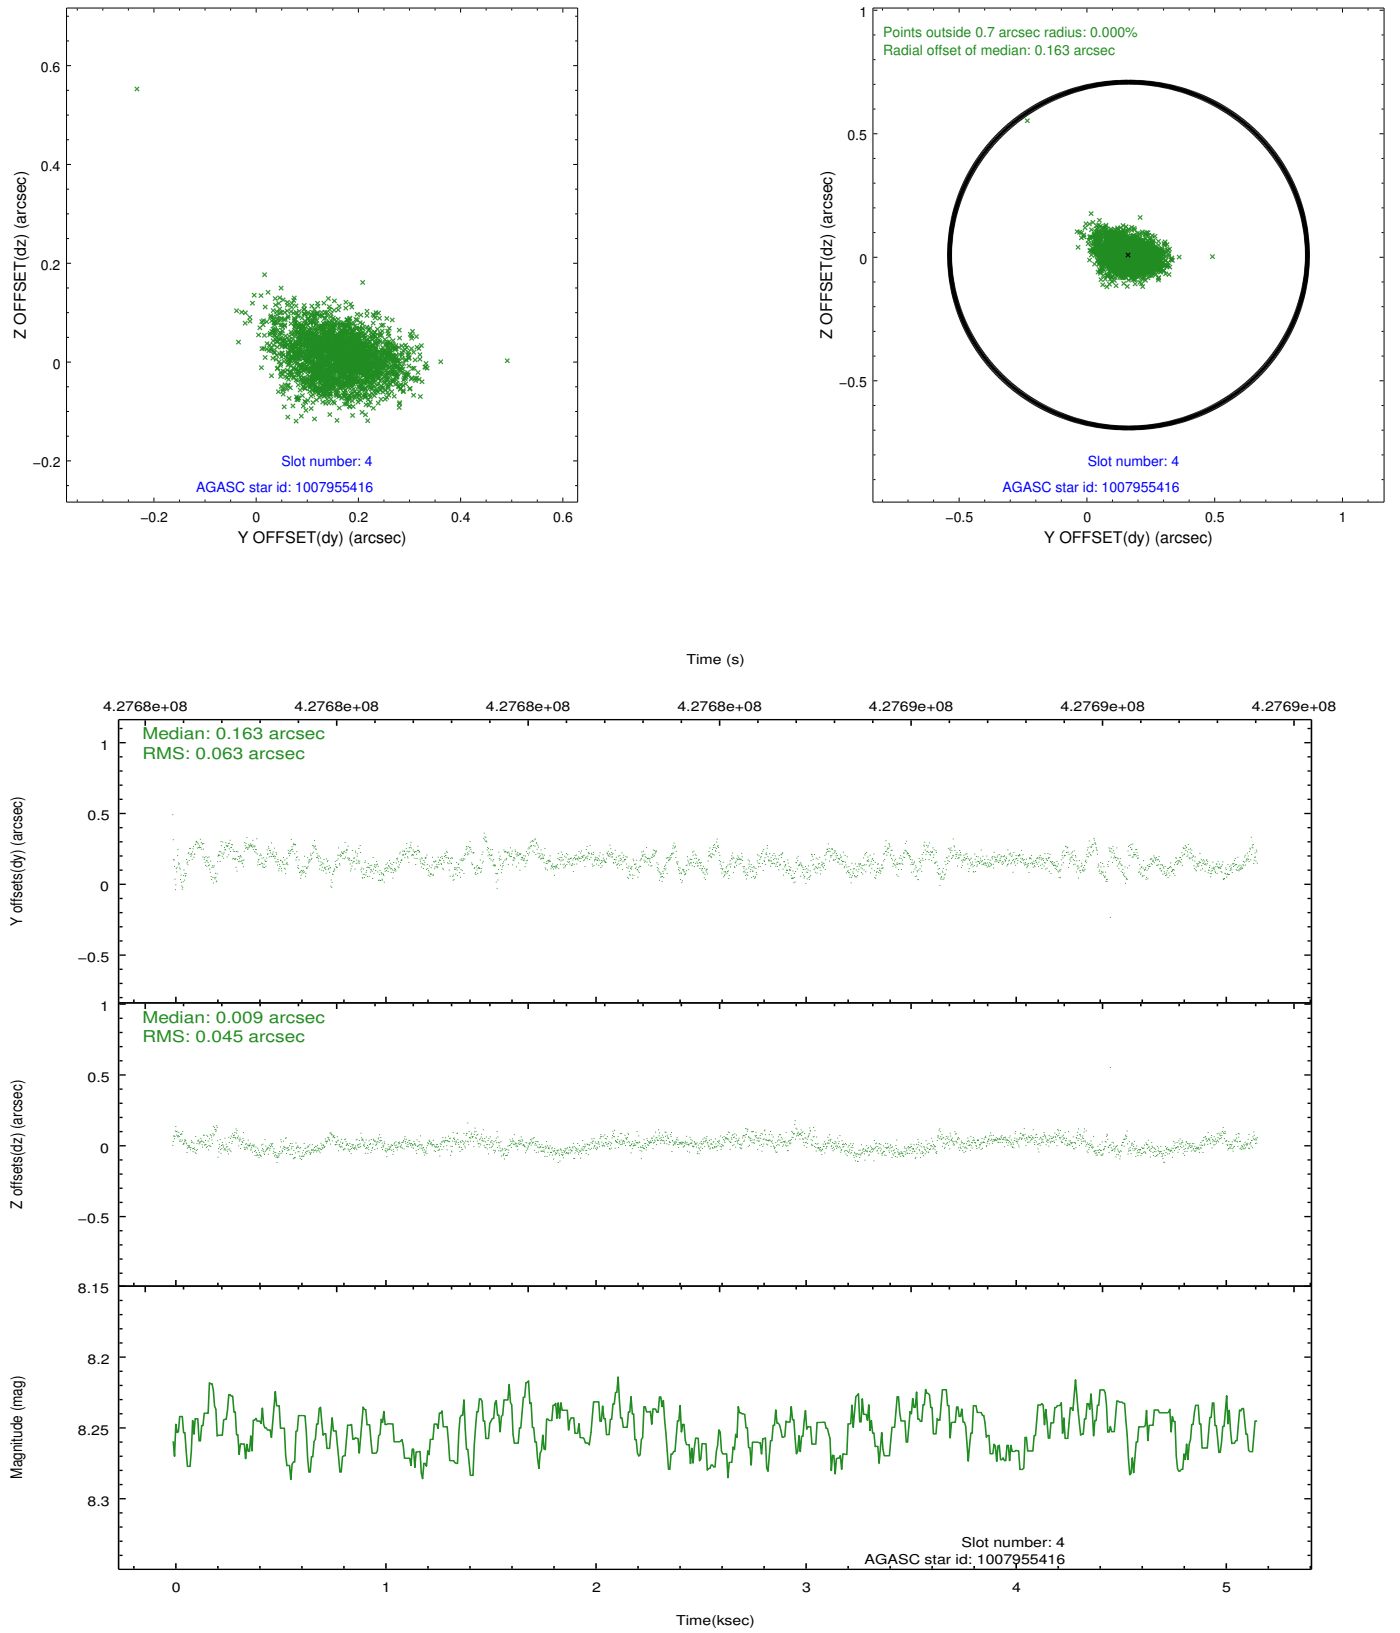 0.6
0.4
0.2
0
−0.2
Z OFFSET(dz) (arcsec)
Slot number: 4
AGASC star id: 1007955416
−0.2 0 0.2 0.4 0.6
Y OFFSET(dy) (arcsec)
1
0.5
0
−0.5
Z OFFSET(dz) (arcsec)
Points outside 0.7 arcsec radius: 0.000%
Radial offset of median: 0.163 arcsec
Slot number: 4
AGASC star id: 1007955416
−0.5 0 0.5 1
Y OFFSET(dy) (arcsec)
Time (s)
4.2768e+08 4.2768e+08 4.2768e+08 4.2768e+08 4.2769e+08 4.2769e+08 4.2769e+08
Median: 0.163 arcsec
RMS: 0.063 arcsec
1
0.5
0
−0.5
Y offsets(dy) (arcsec)
Median: 0.009 arcsec
RMS: 0.045 arcsec
1
0.5
0
−0.5
Z offsets(dz) (arcsec)
8.15
8.2
8.25
8.3
Magnitude (mag)
Slot number: 4
AGASC star id: 1007955416
0 1 2 3 4 5
Time(ksec)